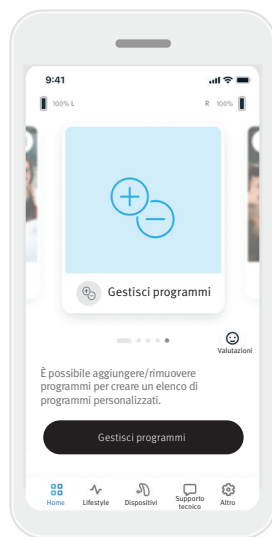 9:41
100% L
R 100%
Gestisci programmi
Valutazioni
È possibile aggiungere/rimuovere
programmi per creare un elenco di
programmi personalizzati.
Gestisci programmi
Home Lifestyle Dispositivi Supporto tecnico Altro